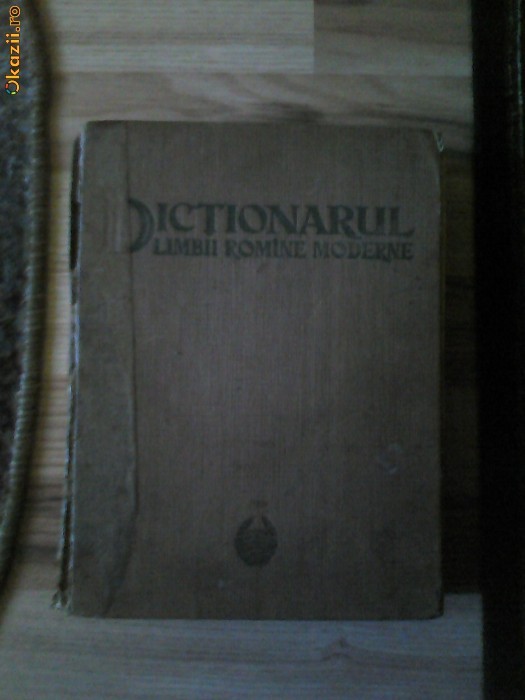 Okazii.ro
DICTIONARUL
LIMBII ROMÎNE MODERNE